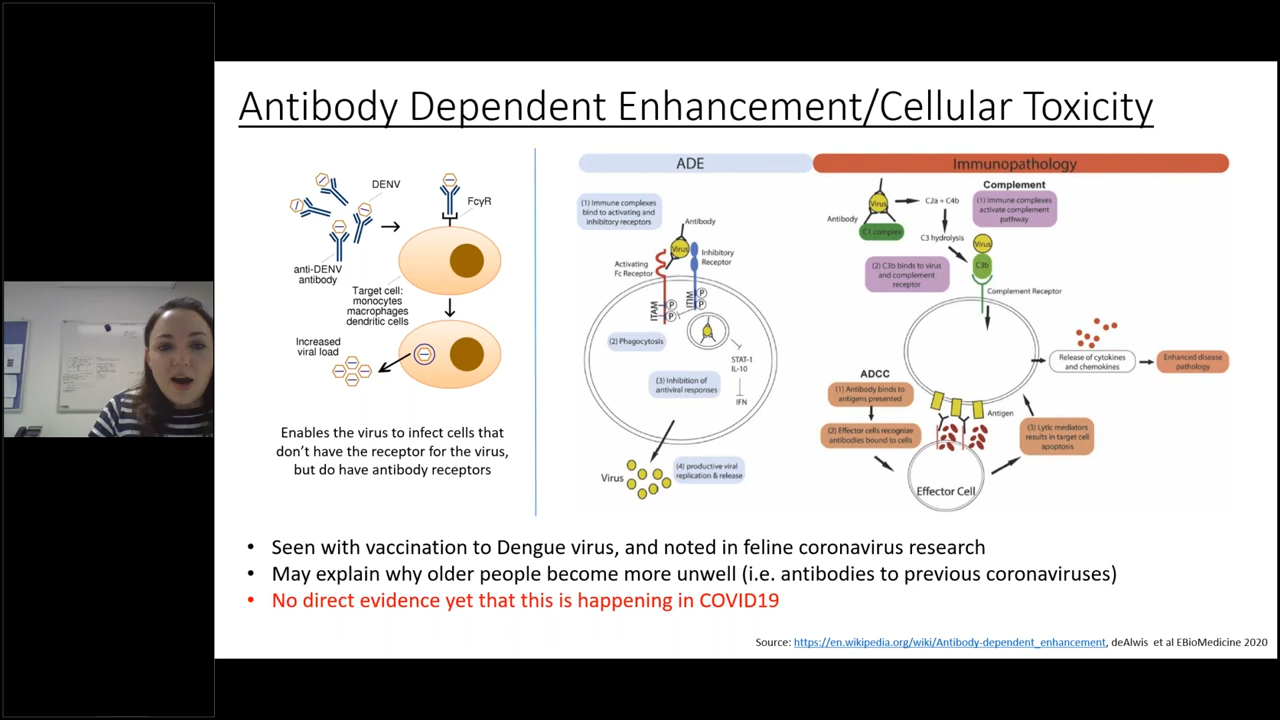 Antibody Dependent Enhancement/Cellular Toxicity
DENV
FcγR
anti-DENV
antibody
Target cell:
monocytes
macrophages
dendritic cells
Increased
viral load
Enables the virus to infect cells that
don't have the receptor for the virus,
but do have antibody receptors
ADE
(1) Immune complexes
bind to activating and
inhibitory receptors
Antibody
Virus
Activating
Fc Receptor
Inhibitory
Receptor
ITAM
ITIM
P
P
P
P
(2) Phagocytosis
STAT-1
IL-10
IFN
(3) Inhibition of
antiviral responses
Virus
(4) productive viral
replication & release
Immunopathology
Complement
Virus
Antibody
C1 complex
C2a + C4b
(1) Immune complexes
activate complement
pathway
C3 hydrolysis
Virus
C3b
(2) C3b binds to virus
and complement
receptor
Complement Receptor
Release of cytokines
and chemokines
Enhanced disease
pathology
ADCC
(1) Antibody binds to
antigens presented
(2) Effector cells recognize
antibodies bound to cells
Antigen
(3) Lytic mediators
results in target cell
apoptosis
Effector Cell
• Seen with vaccination to Dengue virus, and noted in feline coronavirus research
• May explain why older people become more unwell (i.e. antibodies to previous coronaviruses)
• No direct evidence yet that this is happening in COVID19
Source: https://en.wikipedia.org/wiki/Antibody-dependent_enhancement, deAlwis et al EBioMedicine 2020